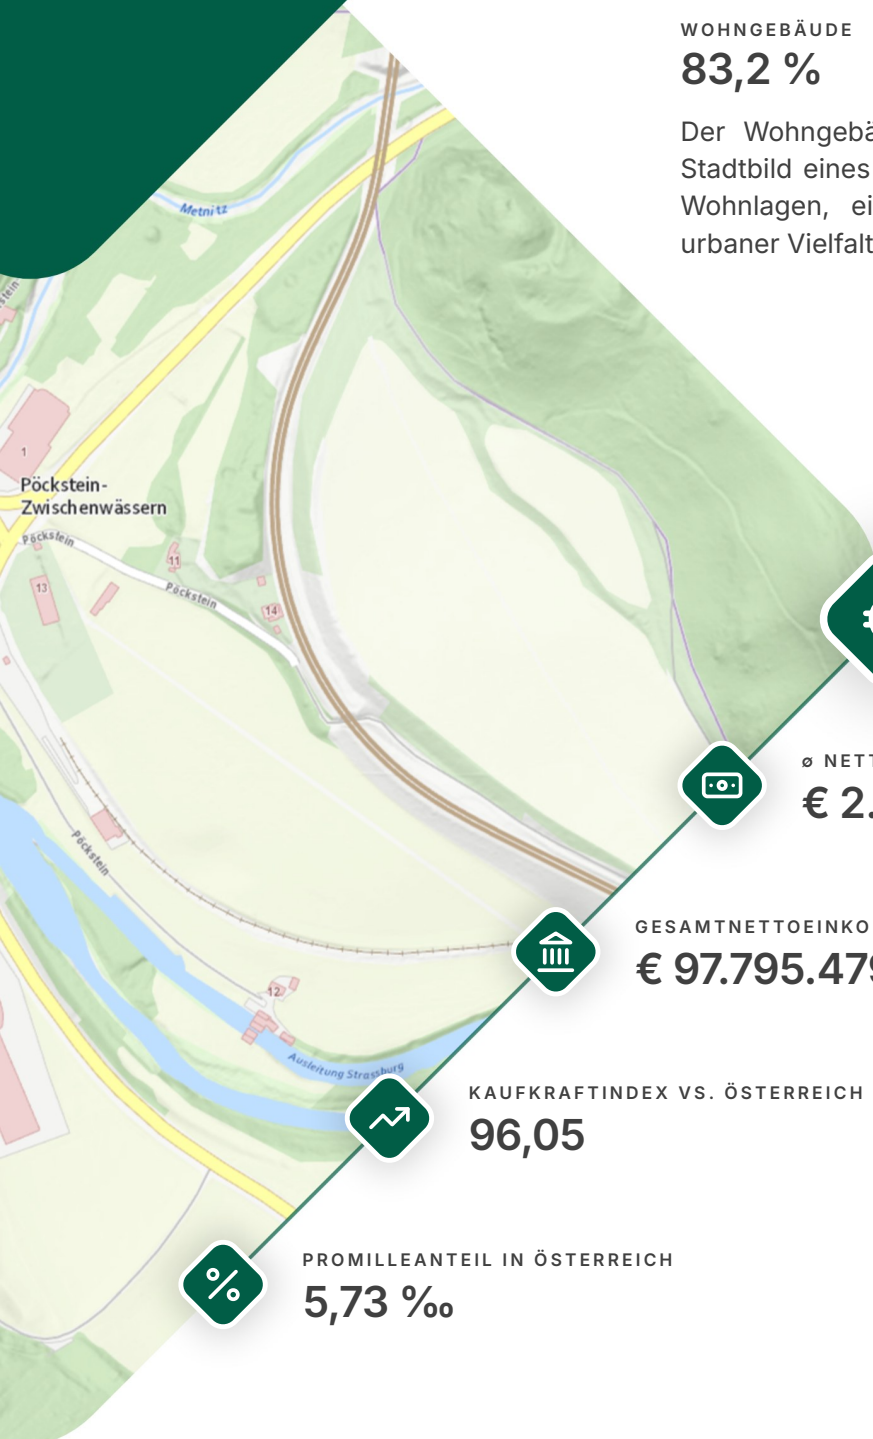 WOHNGEBÄUDE
83,2 %
Der Wohngebä
Stadtbild eines
Wohnlagen, ei
urbaner Vielfalt
Metnitz
stein
1
Pöckstein-
Zwischenwässern
Pöckstein
11
13
Pöckstein
14
ø NETT
€ 2.
Pöckstein
GESAMTNETTOEINKO
€ 97.795.479
12
Ausleitung Strassburg
KAUFKRAFTINDEX VS. ÖSTERREICH
96,05
PROMILLEANTEIL IN ÖSTERREICH
5,73 ‰